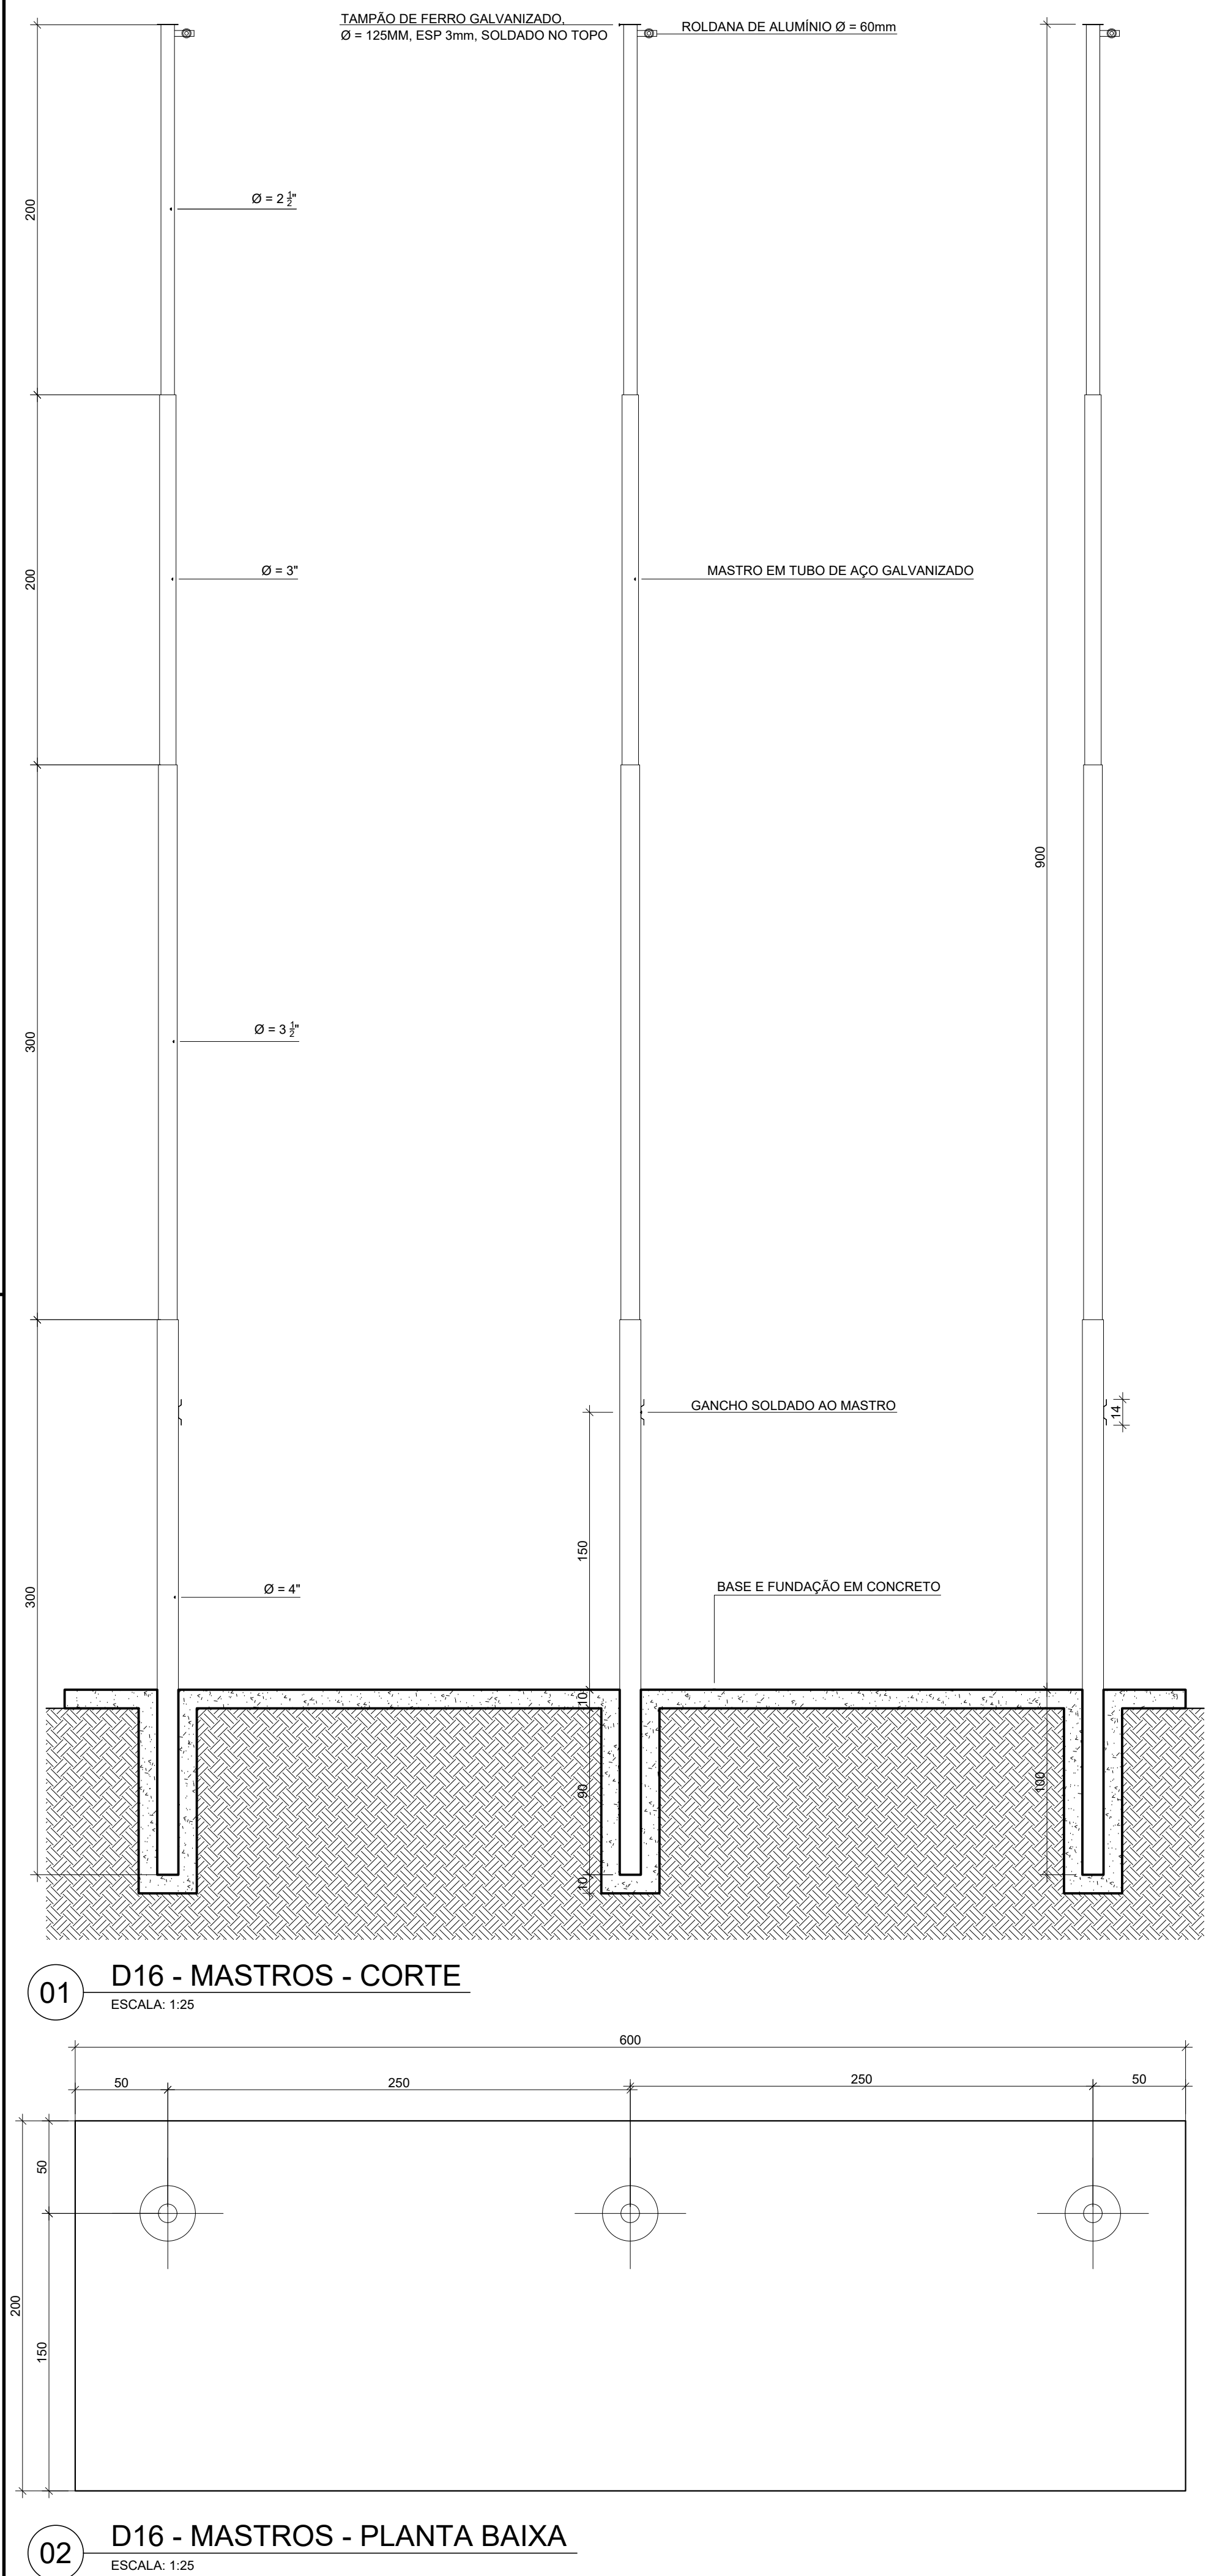 TAMPÃO DE FERRO GALVANIZADO,
Ø = 125MM, ESP 3mm, SOLDADO NO TOPO
ROLDANA DE ALUMÍNIO Ø = 60mm
200
Ø = 2 1/2"
200
Ø = 3"
MASTRO EM TUBO DE AÇO GALVANIZADO
900
300
Ø = 3 1/2"
GANCHO SOLDADO AO MASTRO
14
150
300
Ø = 4"
BASE E FUNDAÇÃO EM CONCRETO
10
90
100
10
01
D16 - MASTROS - CORTE
ESCALA: 1:25
600
50
250
250
50
50
200
150
02
D16 - MASTROS - PLANTA BAIXA
ESCALA: 1:25